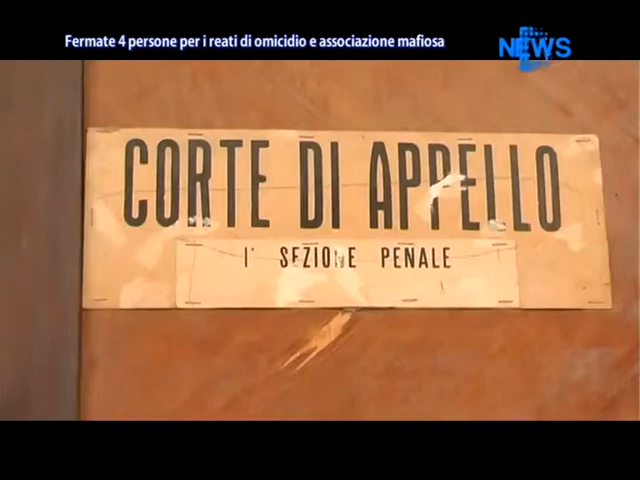 Fermate 4 persone per i reati di omicidio e associazione mafiosa
NEWS
CORTE DI APPELLO
I' SEZIONE PENALE